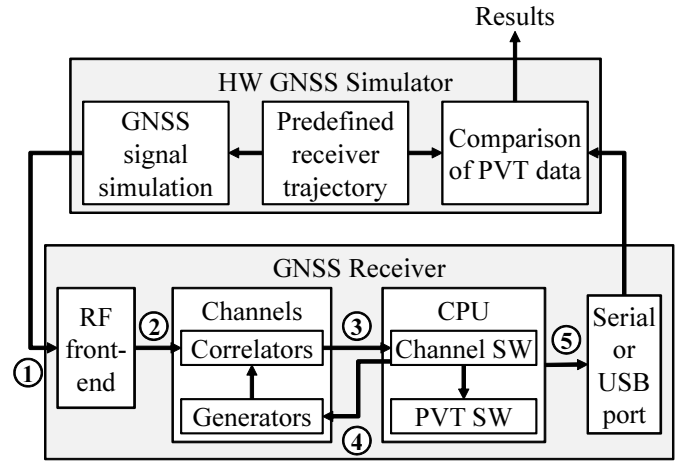 Results
HW GNSS Simulator
GNSS
signal
simulation
Predefined
receiver
trajectory
Comparison
of PVT data
GNSS Receiver
RF
front-
end
1
2
Channels
Correlators
Generators
3
4
CPU
Channel SW
PVT SW
5
Serial
or
USB
port